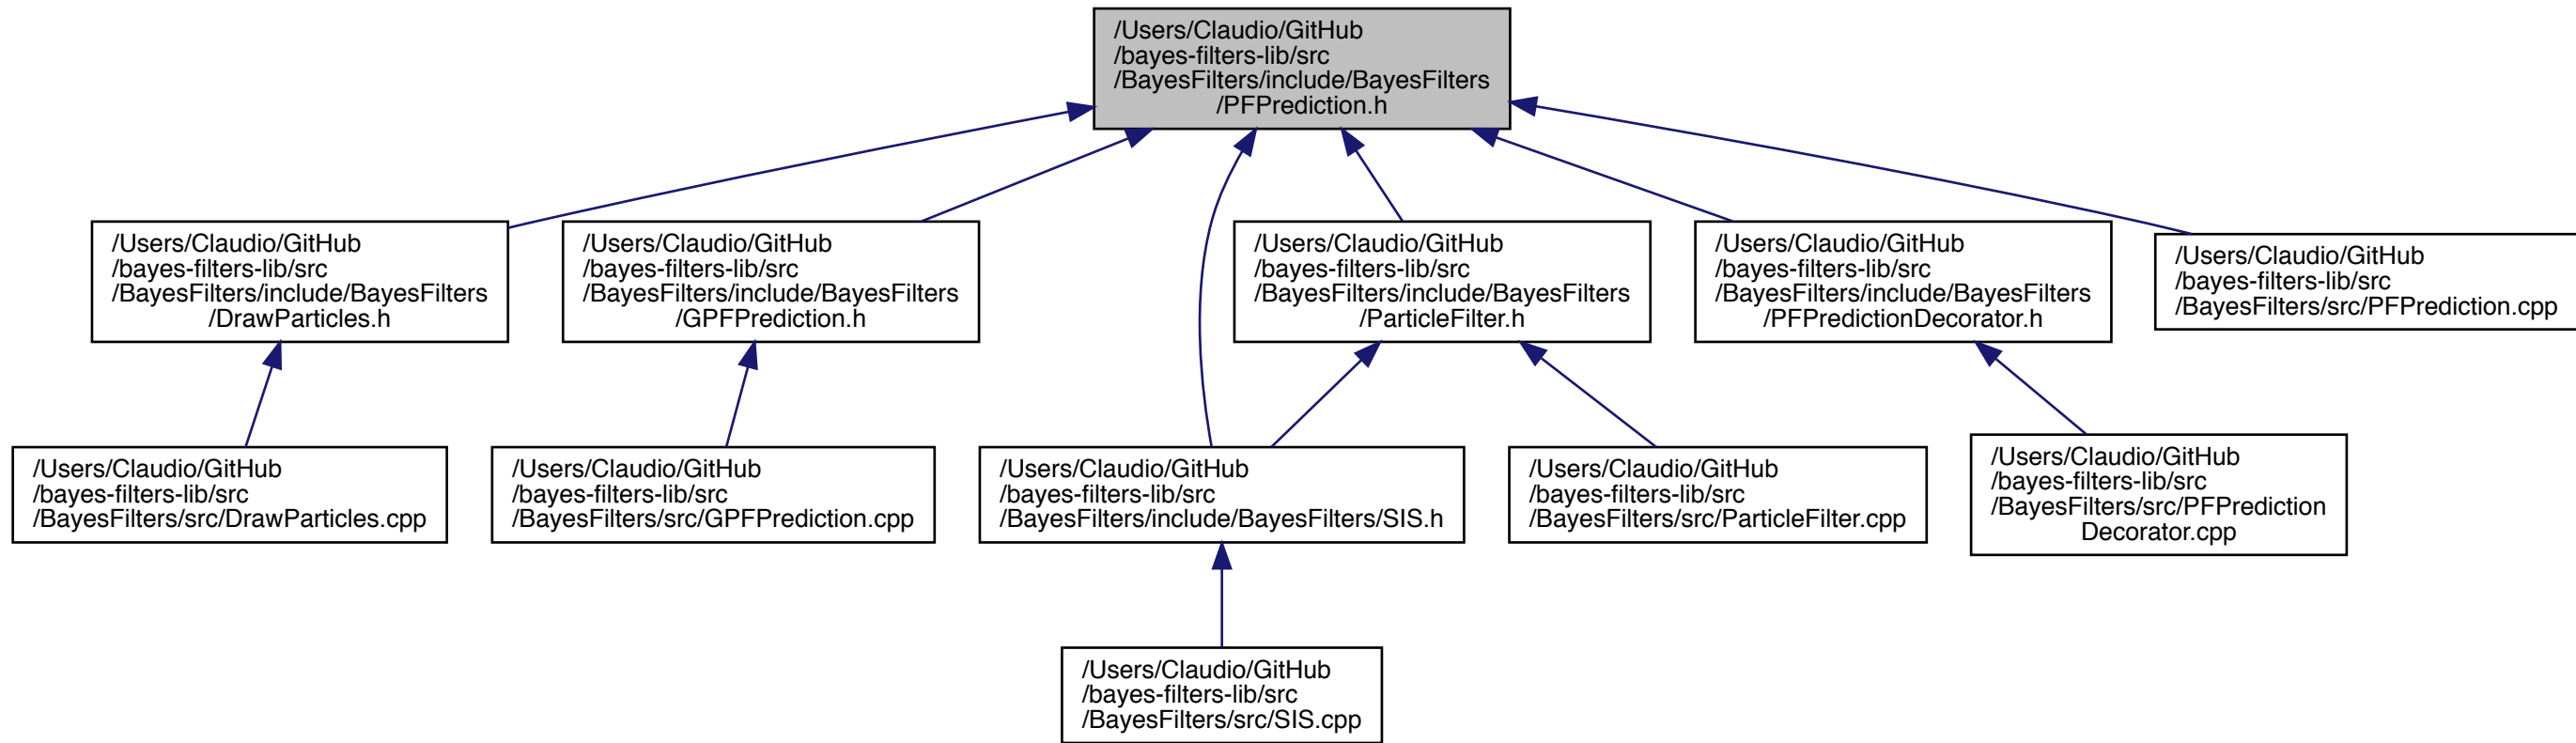 /Users/Claudio/GitHub
/bayes-filters-lib/src
/BayesFilters/include/BayesFilters
/PFPrediction.h
/Users/Claudio/GitHub
/bayes-filters-lib/src
/BayesFilters/include/BayesFilters
/DrawParticles.h
/Users/Claudio/GitHub
/bayes-filters-lib/src
/BayesFilters/include/BayesFilters
/GPFPrediction.h
/Users/Claudio/GitHub
/bayes-filters-lib/src
/BayesFilters/include/BayesFilters
/ParticleFilter.h
/Users/Claudio/GitHub
/bayes-filters-lib/src
/BayesFilters/include/BayesFilters
/PFPredictionDecorator.h
/Users/Claudio/GitHub
/bayes-filters-lib/src
/BayesFilters/src/PFPrediction.cpp
/Users/Claudio/GitHub
/bayes-filters-lib/src
/BayesFilters/src/DrawParticles.cpp
/Users/Claudio/GitHub
/bayes-filters-lib/src
/BayesFilters/src/GPFPrediction.cpp
/Users/Claudio/GitHub
/bayes-filters-lib/src
/BayesFilters/include/BayesFilters/SIS.h
/Users/Claudio/GitHub
/bayes-filters-lib/src
/BayesFilters/src/ParticleFilter.cpp
/Users/Claudio/GitHub
/bayes-filters-lib/src
/BayesFilters/src/PFPrediction
Decorator.cpp
/Users/Claudio/GitHub
/bayes-filters-lib/src
/BayesFilters/src/SIS.cpp